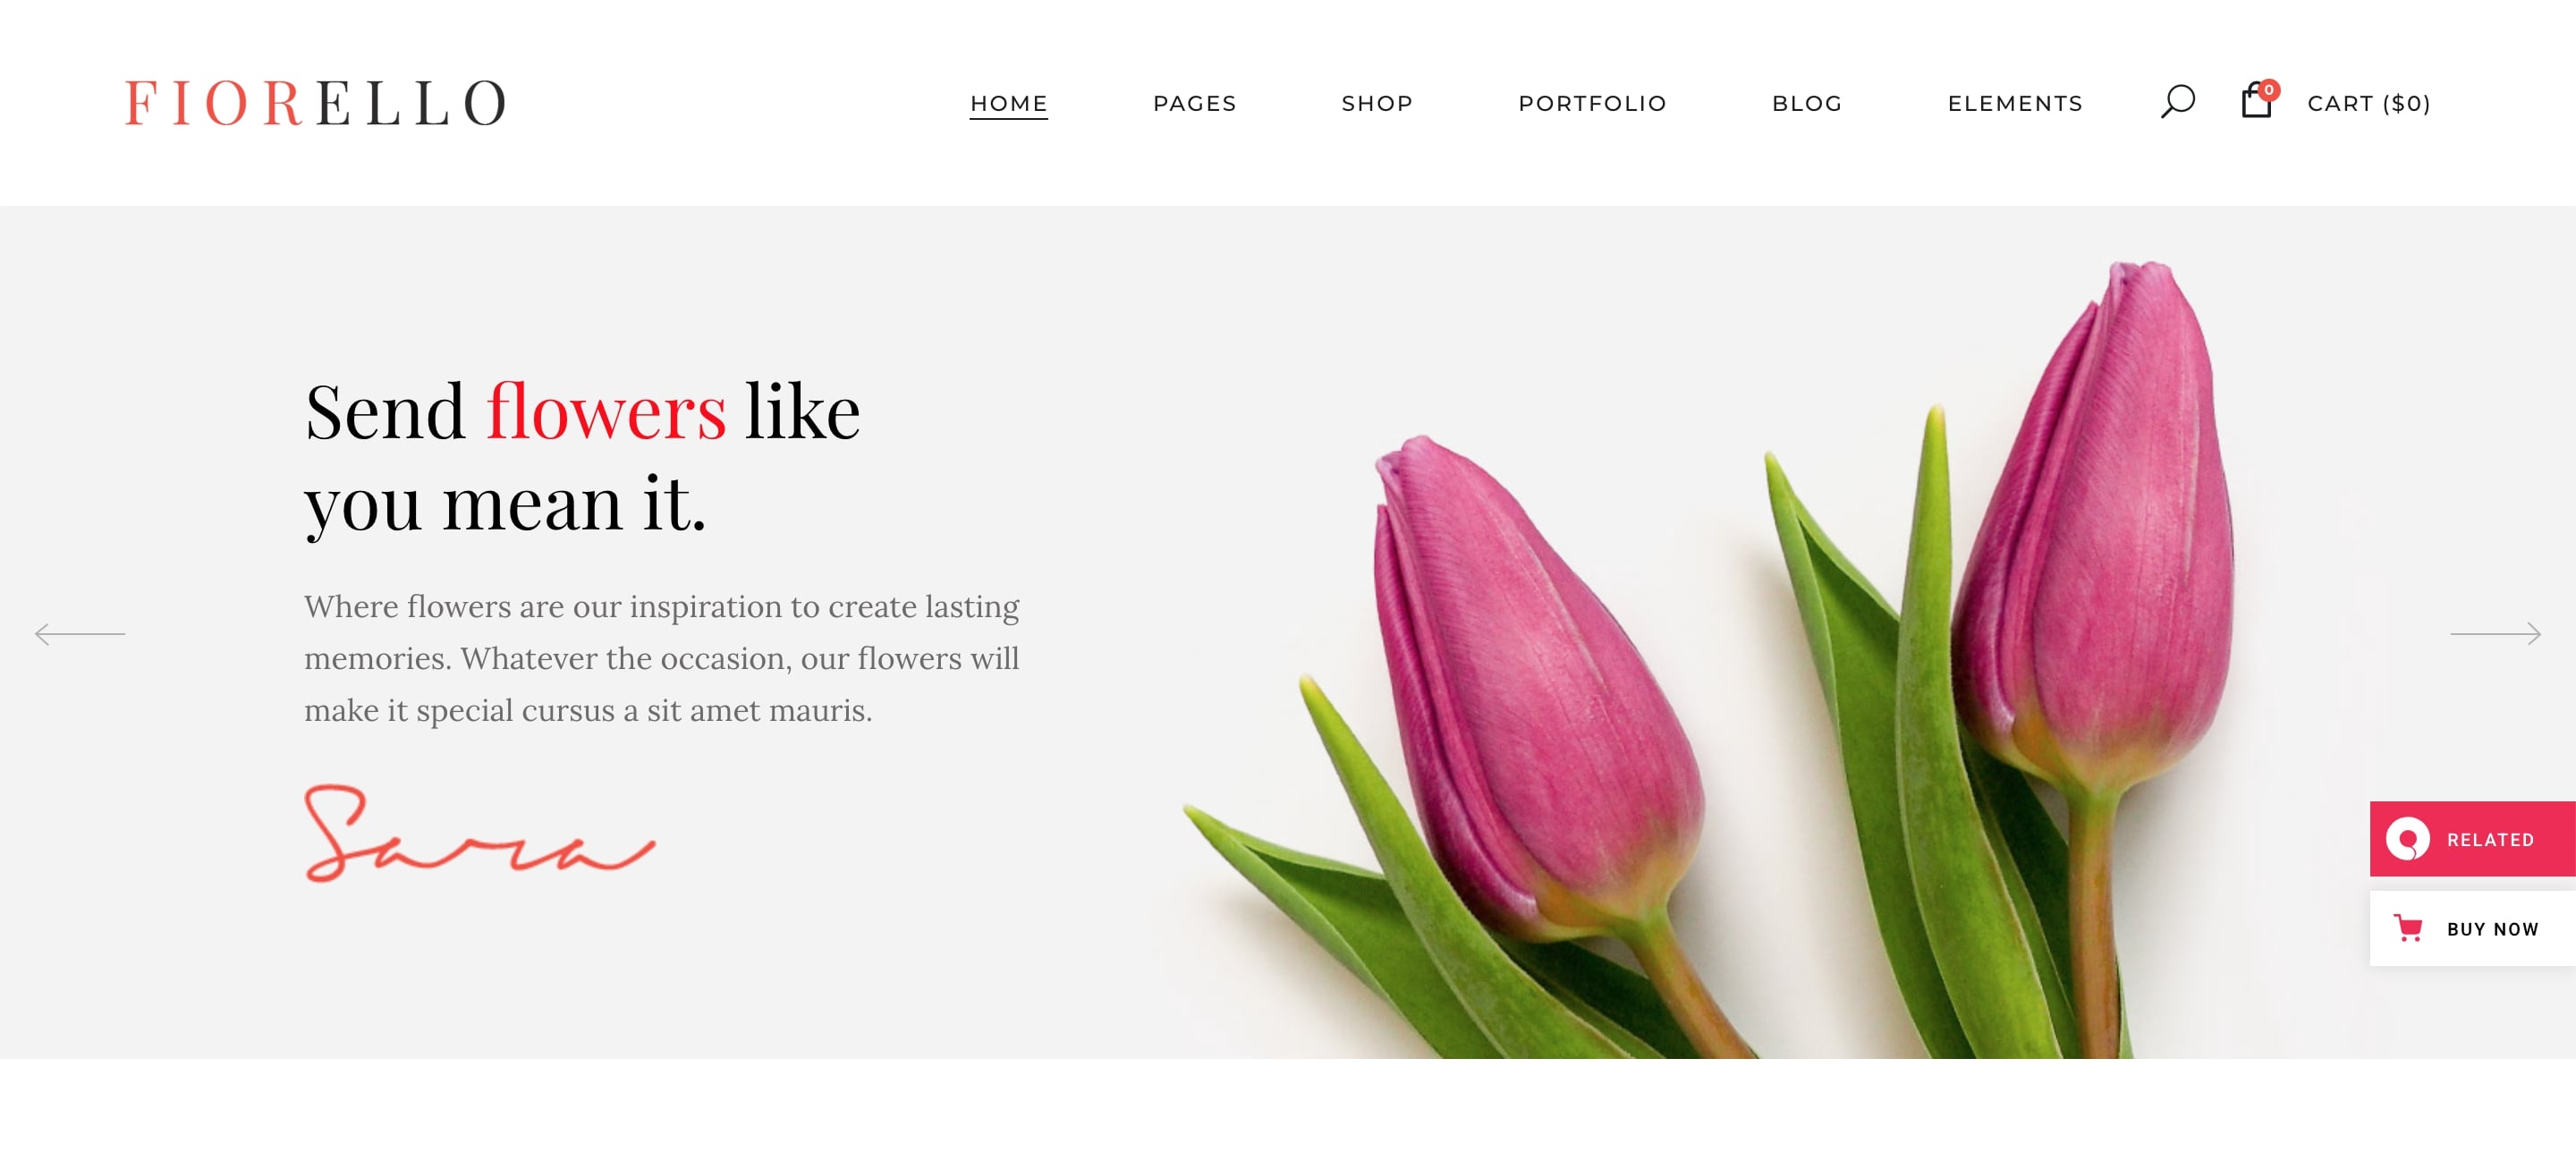 FIORELLO
HOME PAGES SHOP PORTFOLIO BLOG ELEMENTS 0 CART ($0)
Send flowers like
you mean it.
Where flowers are our inspiration to create lasting
memories. Whatever the occasion, our flowers will
make it special cursus a sit amet mauris.
Sara
RELATED
BUY NOW